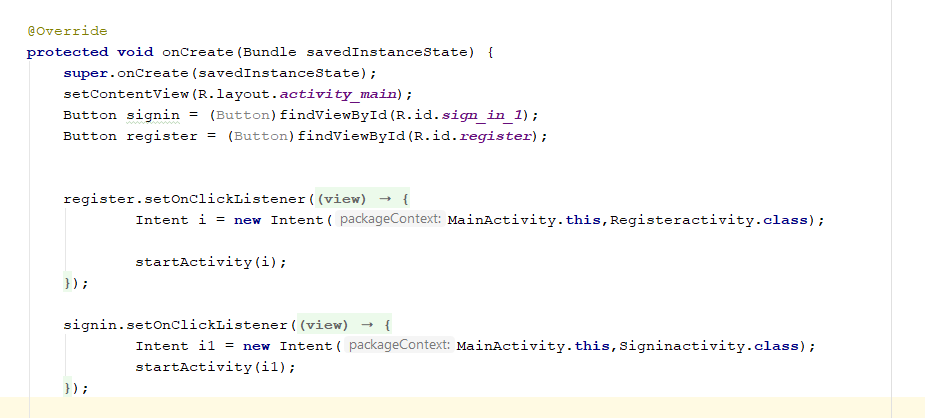 @Override
protected void onCreate(Bundle savedInstanceState) {
super.onCreate(savedInstanceState);
setContentView(R.layout.activity_main);
Button signin = (Button)findViewById(R.id.sign_in_1);
Button register = (Button)findViewById(R.id.register);
register.setOnClickListener((view) → {
Intent i = new Intent( packageContext: MainActivity.this,Registeractivity.class);
startActivity(i);
});
signin.setOnClickListener((view) → {
Intent i1 = new Intent( packageContext: MainActivity.this,Signinactivity.class);
startActivity(i1);
});